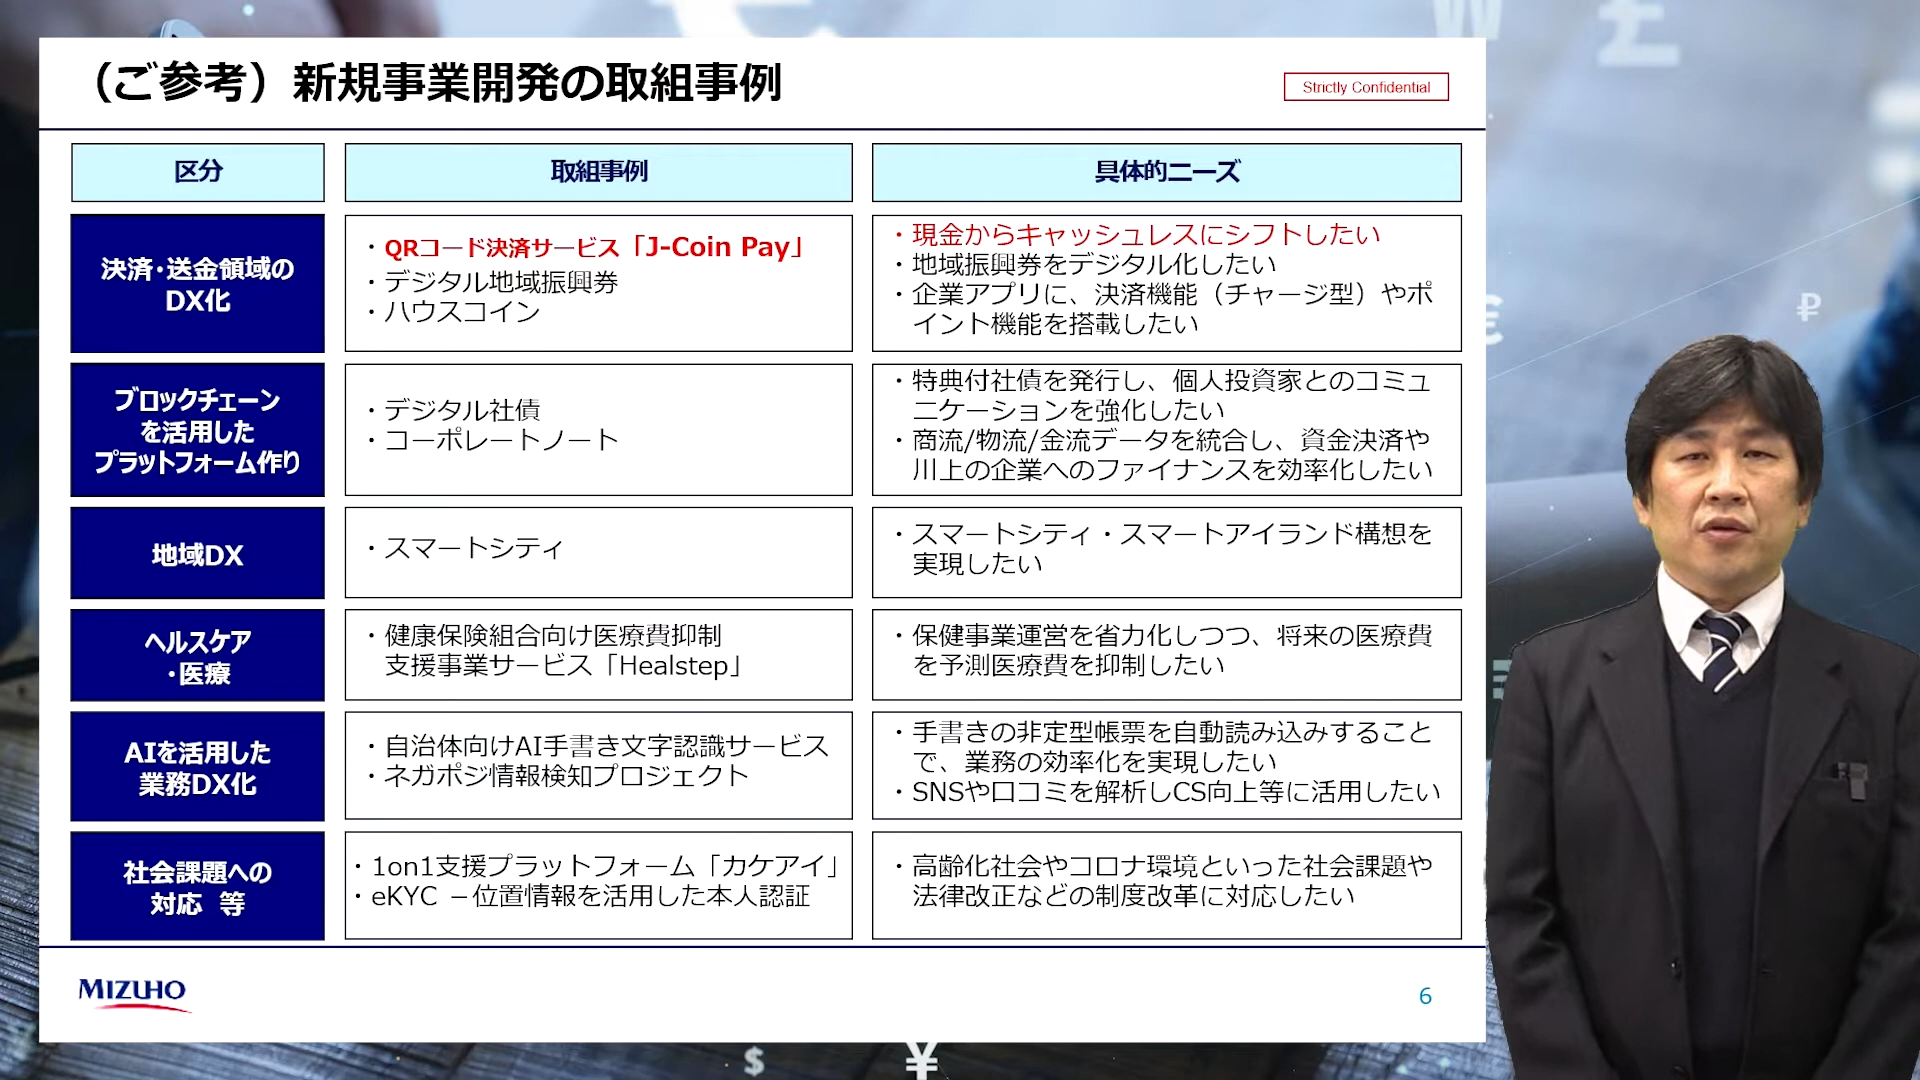 （ご参考）新規事業開発の取組事例
Strictly Confidential
区分
取組事例
具体的ニーズ
決済・送金領域の
DX化
・QRコード決済サービス「J-Coin Pay」
・デジタル地域振興券
・ハウスコイン
・現金からキャッシュレスにシフトしたい
・地域振興券をデジタル化したい
・企業アプリに、決済機能（チャージ型）やポ
イント機能を搭載したい
ブロックチェーン
を活用した
プラットフォーム作り
・デジタル社債
・コーポレートノート
・特典付社債を発行し、個人投資家とのコミュ
ニケーションを強化したい
・商流/物流/金流データを統合し、資金決済や
川上の企業へのファイナンスを効率化したい
地域DX
・スマートシティ
・スマートシティ・スマートアイランド構想を
実現したい
ヘルスケア
・医療
・健康保険組合向け医療費抑制
支援事業サービス「Healstep」
・保健事業運営を省力化しつつ、将来の医療費
を予測医療費を抑制したい
AIを活用した
業務DX化
・自治体向けAI手書き文字認識サービス
・ネガポジ情報検知プロジェクト
・手書きの非定型帳票を自動読み込みすること
で、業務の効率化を実現したい
・SNSや口コミを解析しCS向上等に活用したい
社会課題への
対応 等
・1on1支援プラットフォーム「カケアイ」
・eKYC －位置情報を活用した本人認証
・高齢化社会やコロナ環境といった社会課題や
法律改正などの制度改革に対応したい
MIZUHO
6